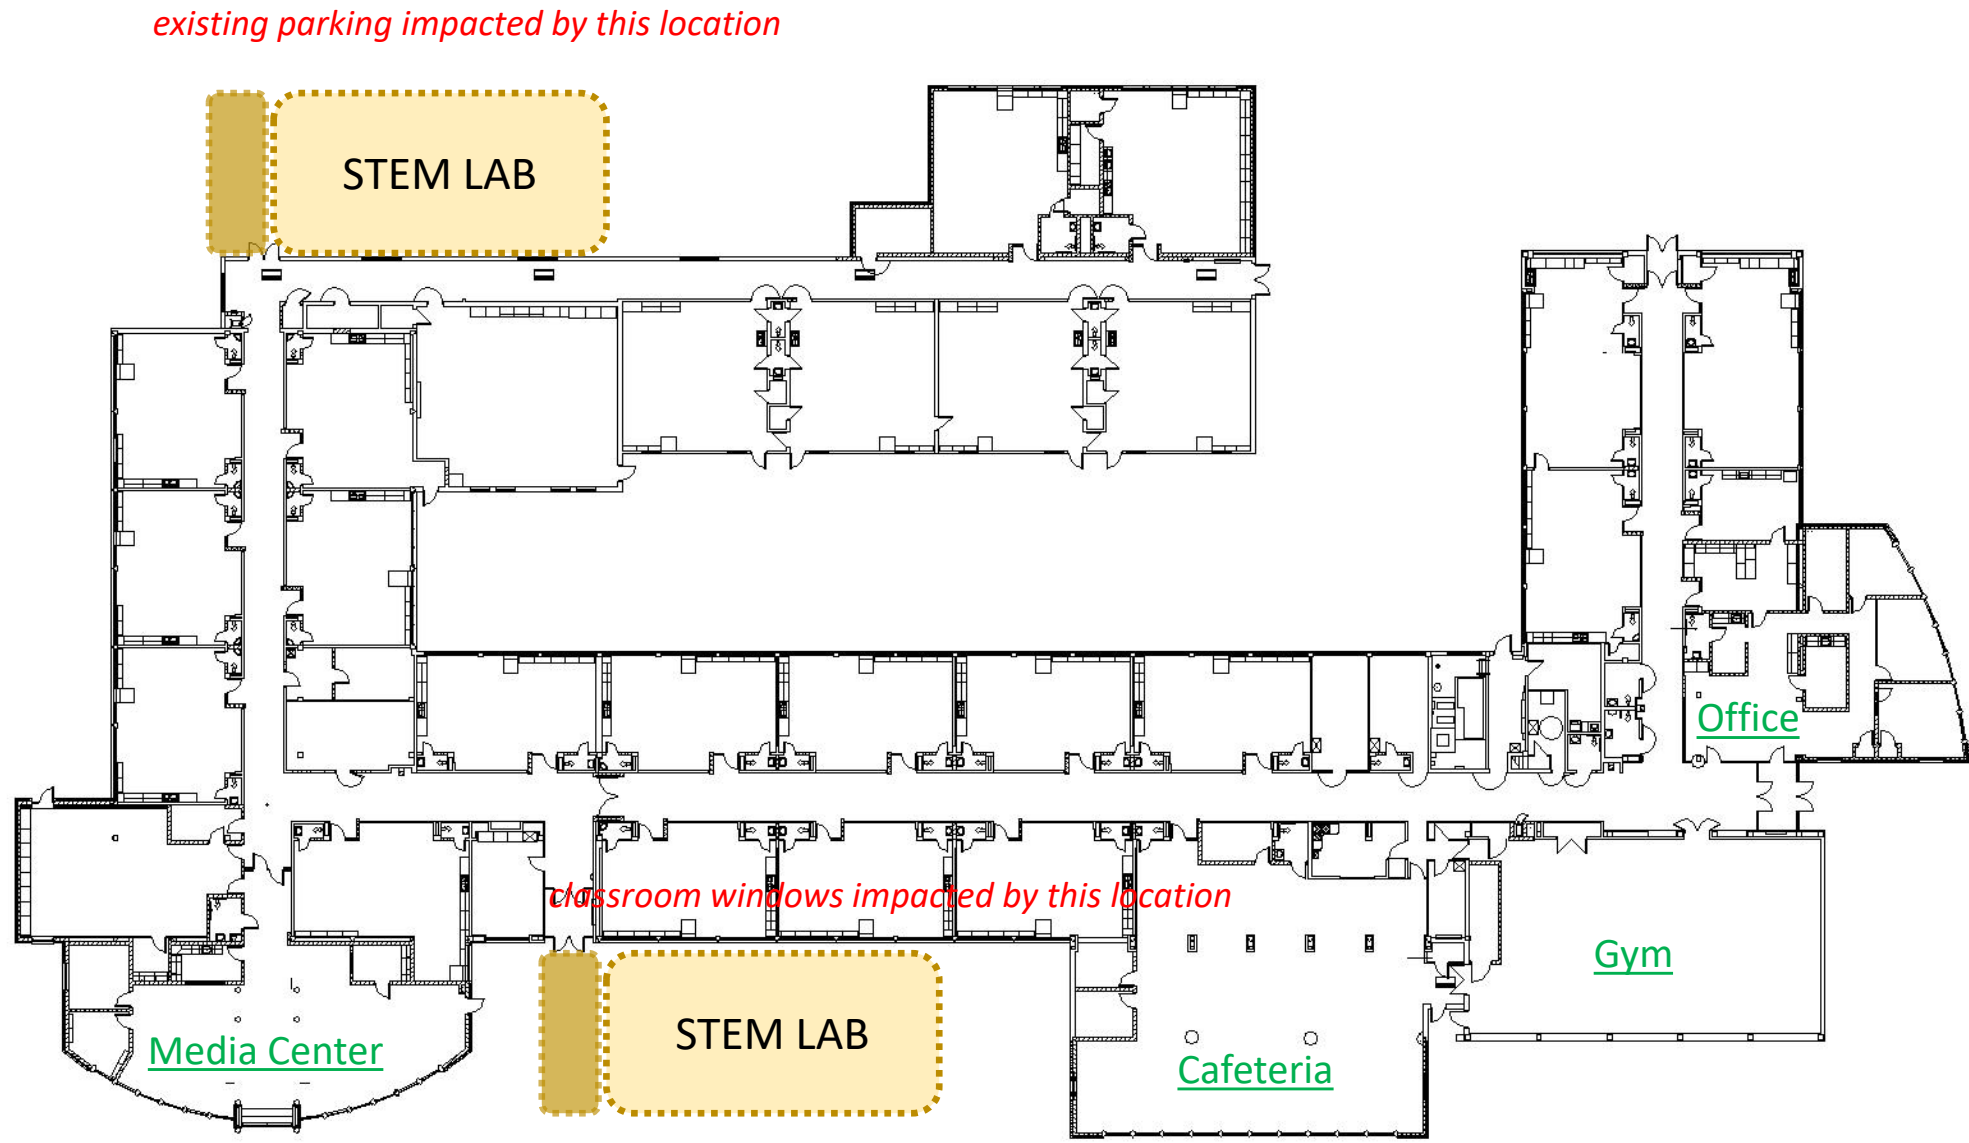 existing parking impacted by this location
STEM LAB
Office
classroom windows impacted by this location
Gym
STEM LAB
Media Center
Cafeteria